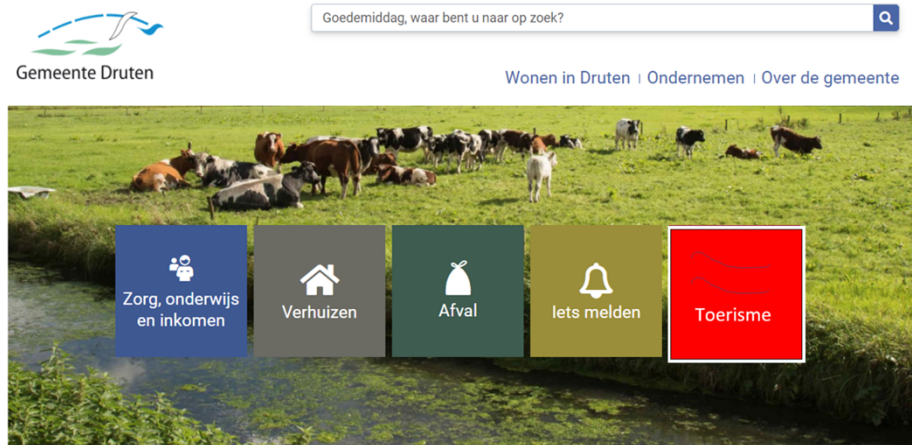 Goedemiddag, waar bent u naar op zoek?
Gemeente Druten
Wonen in Druten | Ondernemen | Over de gemeente
Zorg, onderwijs
en inkomen
Verhuizen
Afval
Iets melden
Toerisme